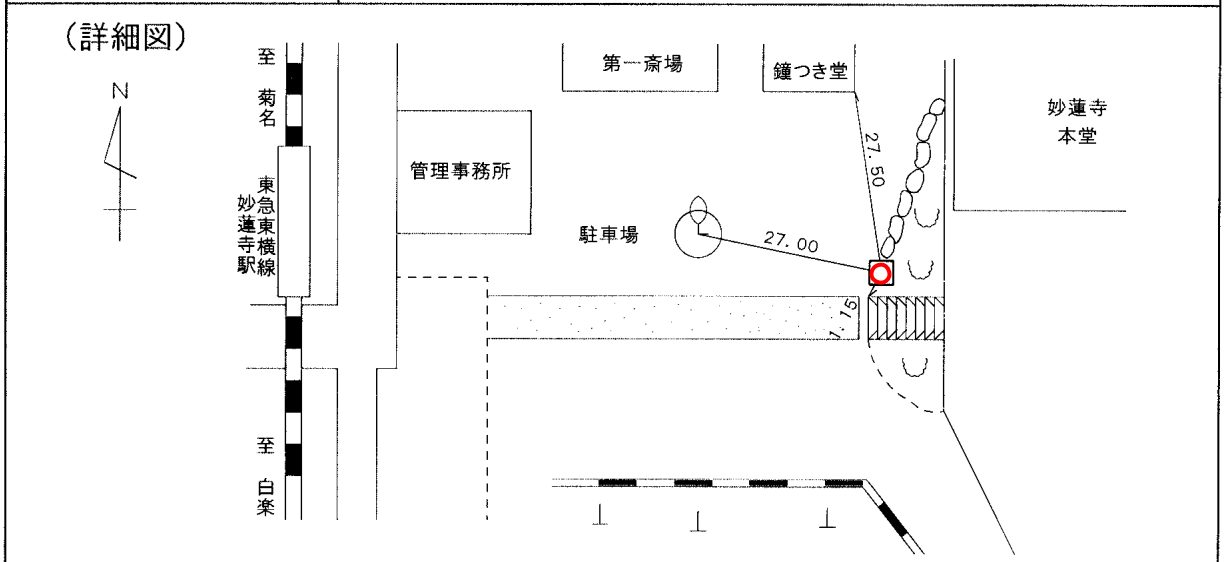 （詳細図）
N
至 菊名
東急東横線
妙蓮寺駅
至 白楽
管理事務所
第一斎場
鐘つき堂
妙蓮寺
本堂
駐車場
27.50
27.00
1.15